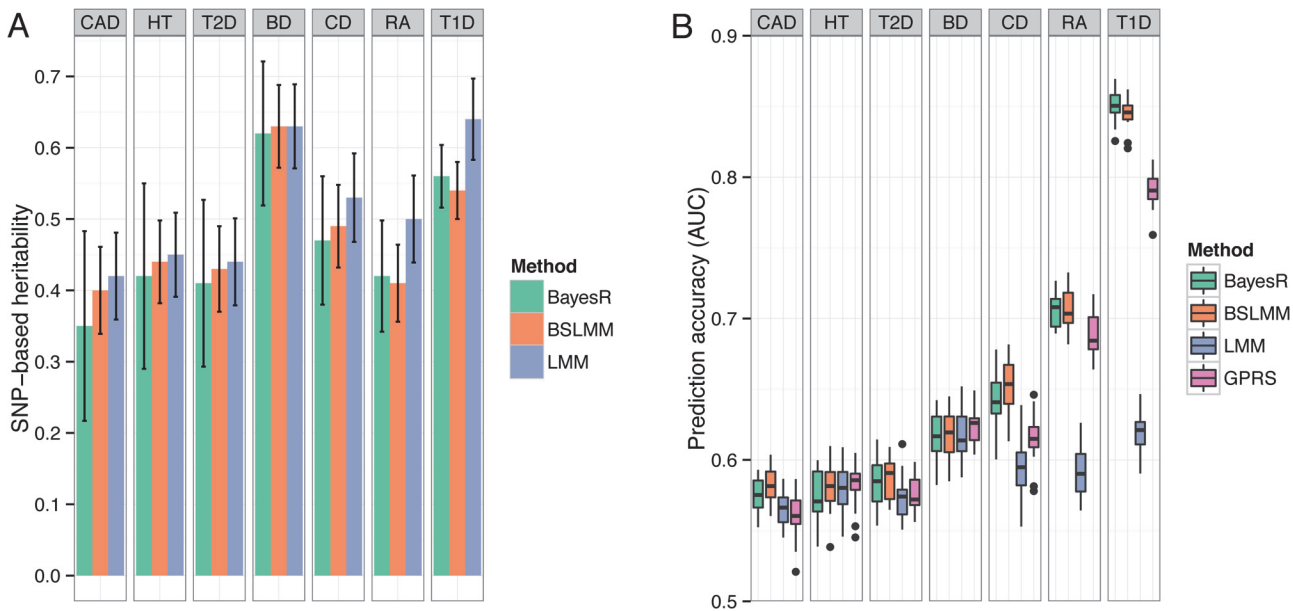 A
CAD HT T2D BD CD RA T1D
0.7
0.6
0.5
0.4
0.3
0.2
0.1
0.0
SNP−based heritability
Method
BayesR
BSLMM
LMM
B
CAD HT T2D BD CD RA T1D
0.9
0.8
0.7
0.6
0.5
Prediction accuracy (AUC)
Method
BayesR
BSLMM
LMM
GPRS